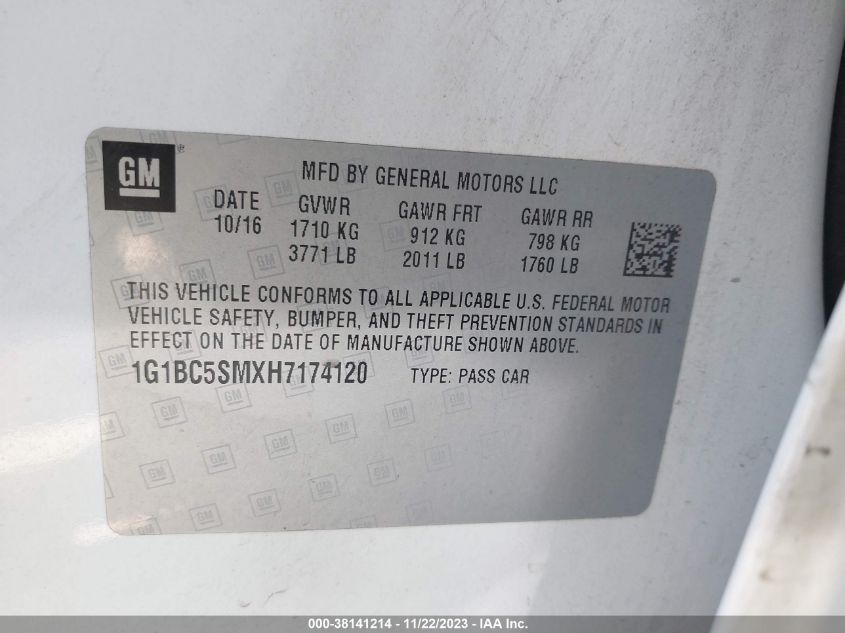 GM®
MFD BY GENERAL MOTORS LLC
DATE GVWR GAWR FRT GAWR RR
10/16 1710 KG 912 KG 798 KG
3771 LB 2011 LB 1760 LB
THIS VEHICLE CONFORMS TO ALL APPLICABLE U.S. FEDERAL MOTOR
VEHICLE SAFETY, BUMPER, AND THEFT PREVENTION STANDARDS IN
EFFECT ON THE DATE OF MANUFACTURE SHOWN ABOVE.
1G1BC5SMXH7174120 TYPE: PASS CAR
000-38141214 - 11/22/2023 - IAA Inc.